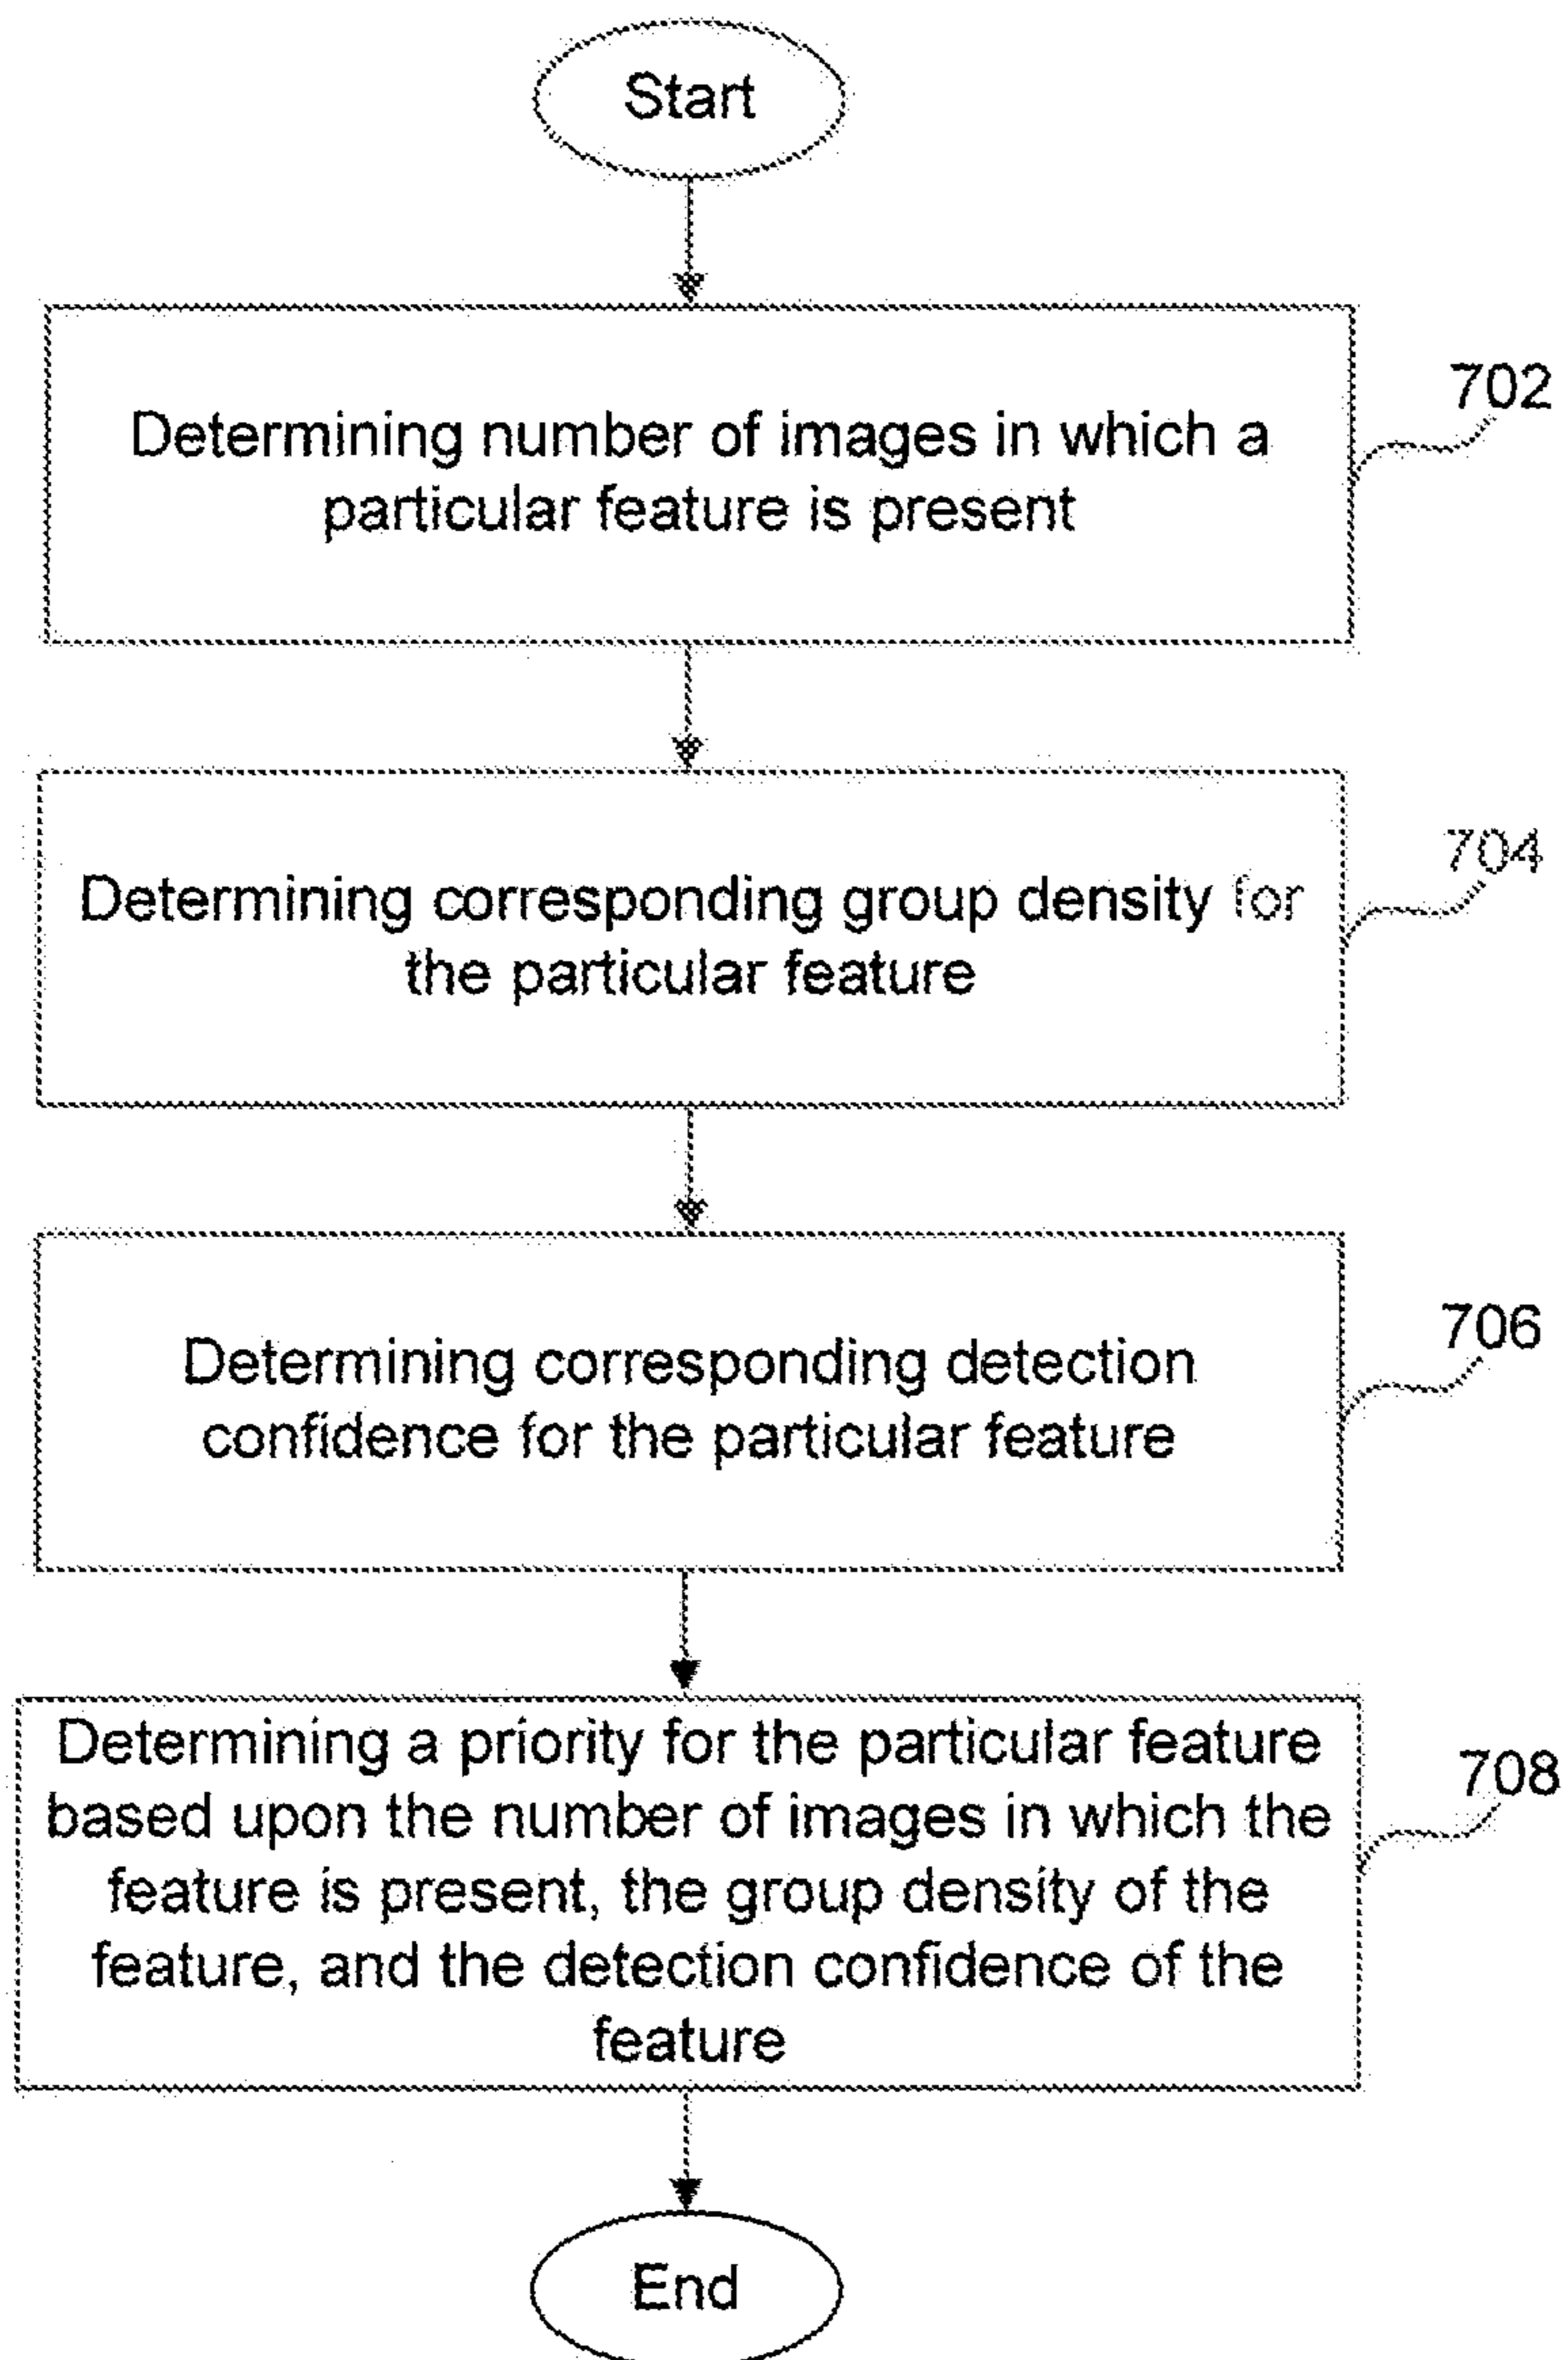 Start
702
Determining number of images in which a
particular feature is present
704
Determining corresponding group density for
the particular feature
706
Determining corresponding detection
confidence for the particular feature
708
Determining a priority for the particular feature
based upon the number of images in which the
feature is present, the group density of the
feature, and the detection confidence of the
feature
End